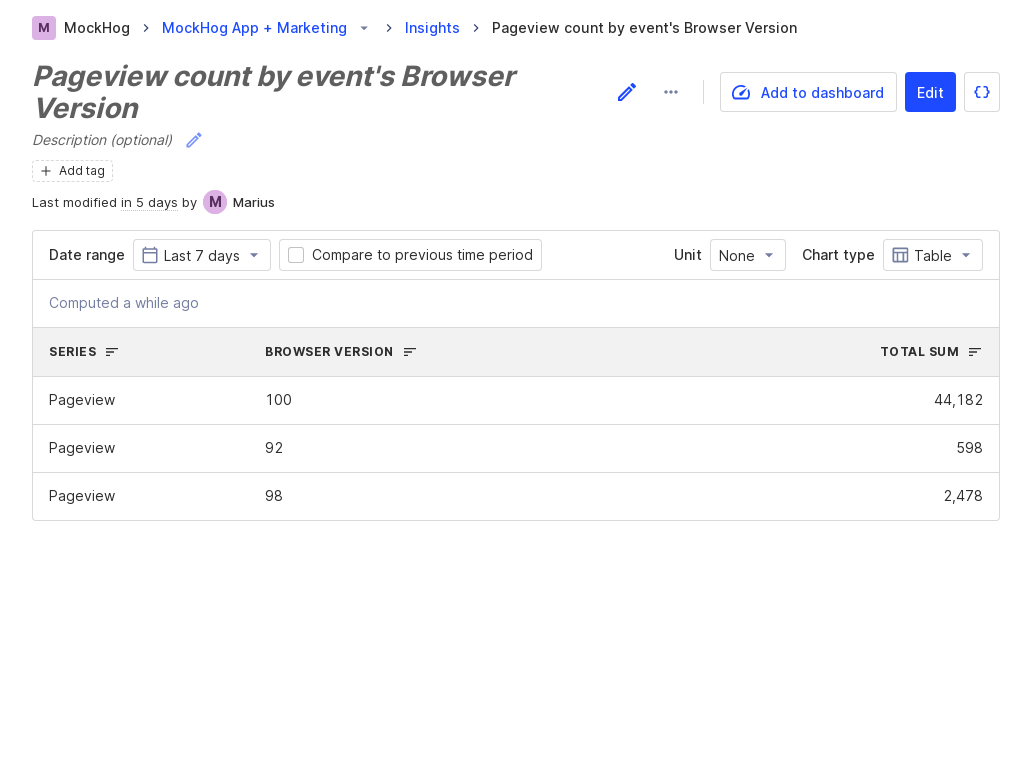 M MockHog MockHog App + Marketing Insights Pageview count by event's Browser Version
Pageview count by event's Browser
Version
Add to dashboard Edit
Description (optional)
Add tag
Last modified in 5 days by M Marius
Date range Last 7 days Compare to previous time period Unit None Chart type Table
Computed a while ago
SERIES BROWSER VERSION TOTAL SUM
Pageview 100 44,182
Pageview 92 598
Pageview 98 2,478